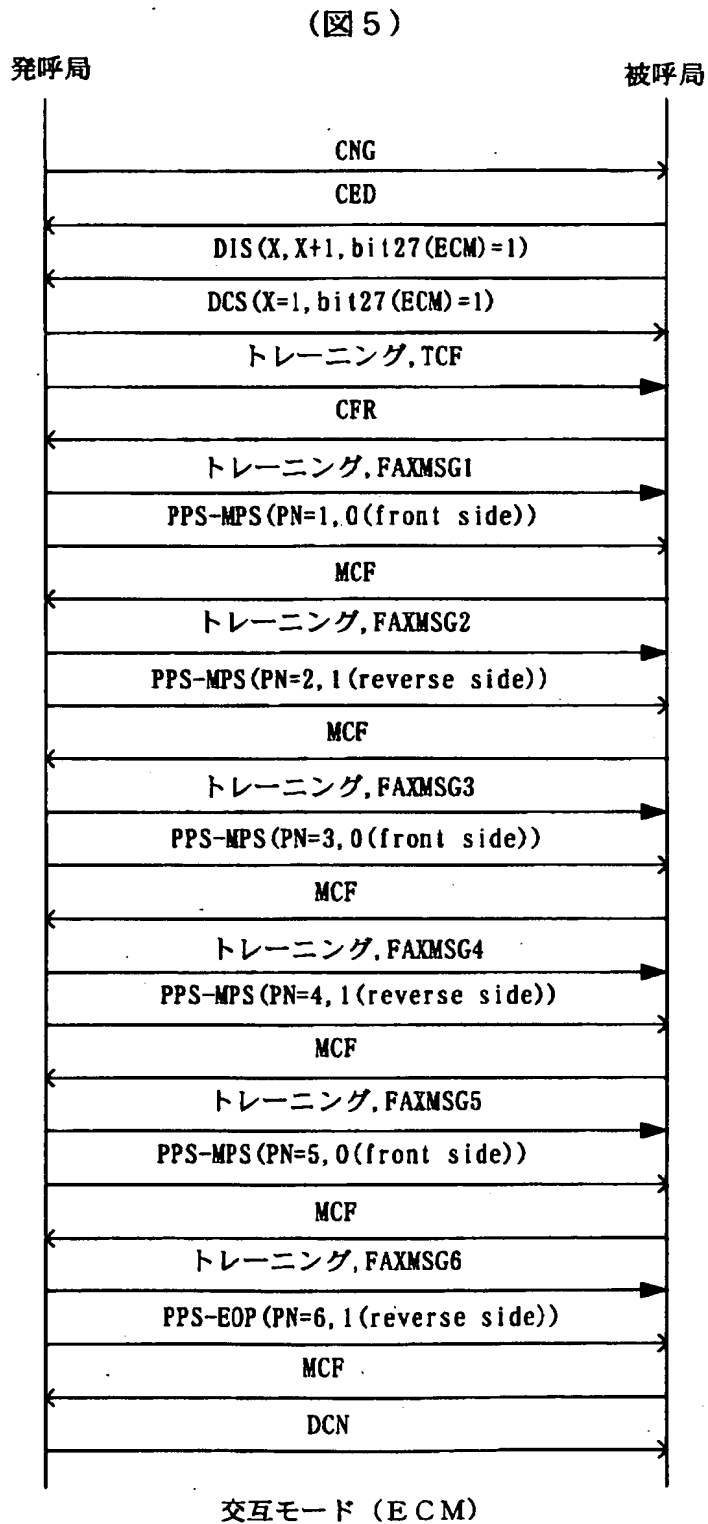 (図5)
発呼局
被呼局
CNG
CED
DIS(X,X+1,bit27(ECM)=1)
DCS(X=1,bit27(ECM)=1)
トレーニング,TCF
CFR
トレーニング,FAXMSG1
PPS-MPS(PN=1,0(front side))
MCF
トレーニング,FAXMSG2
PPS-MPS(PN=2,1(reverse side))
MCF
トレーニング,FAXMSG3
PPS-MPS(PN=3,0(front side))
MCF
トレーニング,FAXMSG4
PPS-MPS(PN=4,1(reverse side))
MCF
トレーニング,FAXMSG5
PPS-MPS(PN=5,0(front side))
MCF
トレーニング,FAXMSG6
PPS-EOP(PN=6,1(reverse side))
MCF
DCN
交互モード(ECM)